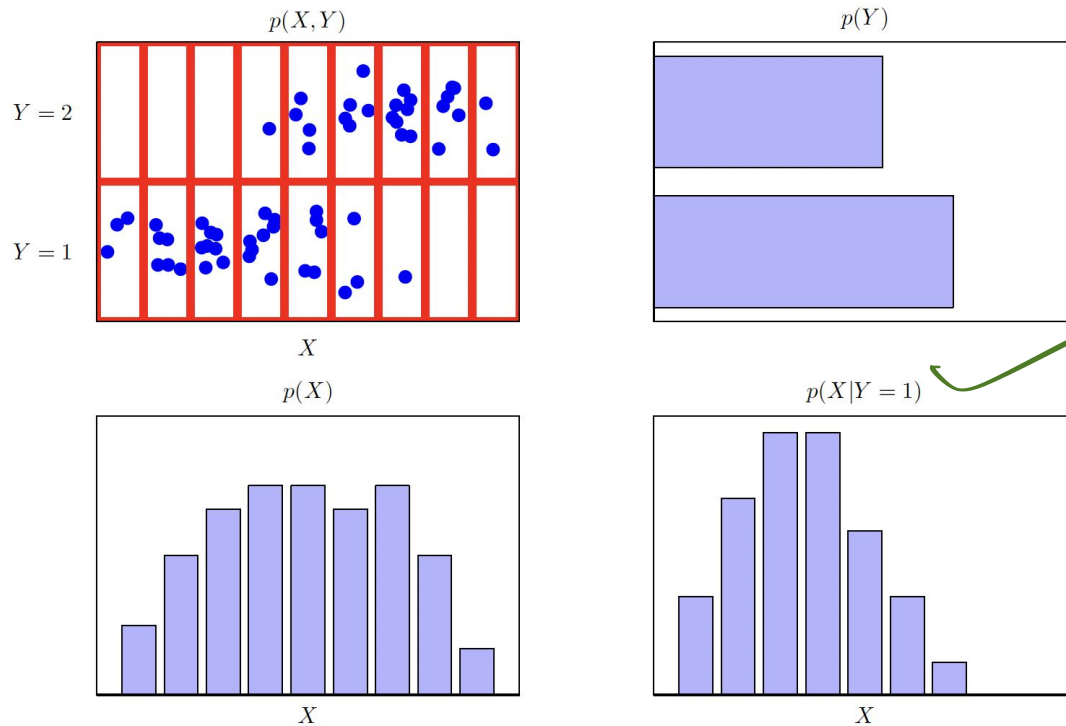 p(X, Y)
p(Y)
Y = 2
Y = 1
X
p(X)
p(X|Y = 1)
X
X